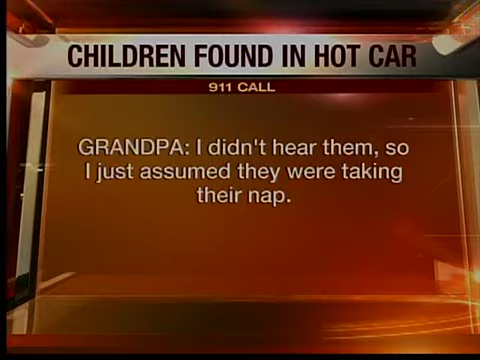 CHILDREN FOUND IN HOT CAR
911 CALL
GRANDPA: I didn't hear them, so
I just assumed they were taking
their nap.